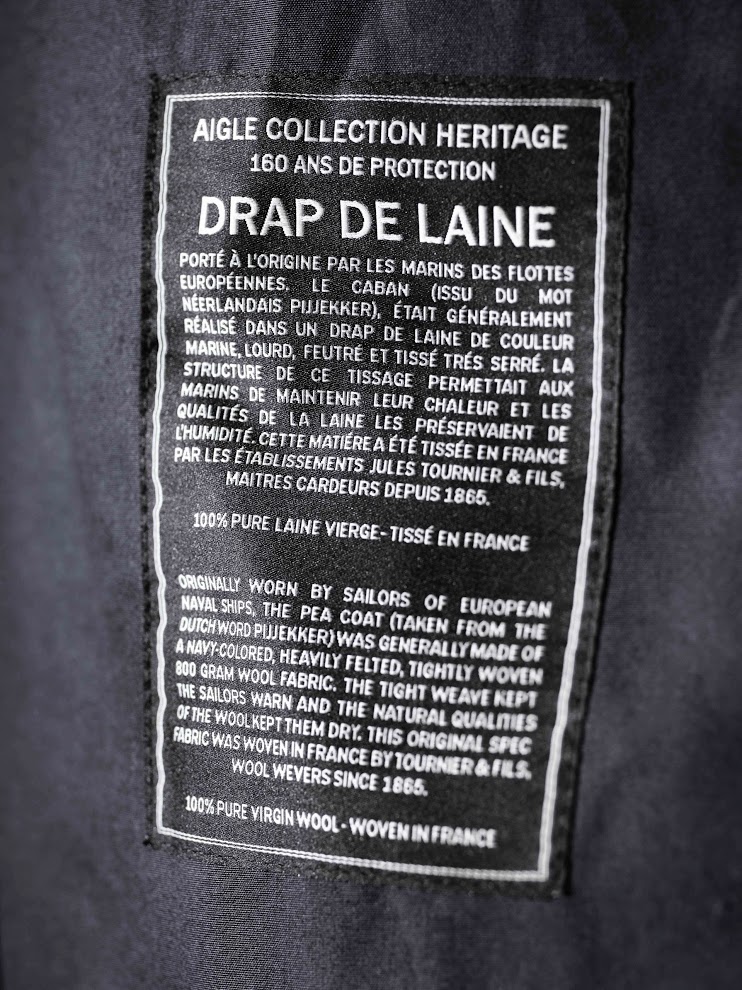 AIGLE COLLECTION HERITAGE
160 ANS DE PROTECTION
DRAP DE LAINE
PORTÉ À L'ORIGINE PAR LES MARINS DES FLOTTES
EUROPÉENNES, LE CABAN (ISSU DU MOT
NÉERLANDAIS PIJJEKKER), ÉTAIT GÉNÉRALEMENT
RÉALISÉ DANS UN DRAP DE LAINE DE COULEUR
MARINE, LOURD, FEUTRÉ ET TISSÉ TRÉS SERRÉ. LA
STRUCTURE DE CE TISSAGE PERMETTAIT AUX
MARINS DE MAINTENIR LEUR CHALEUR ET LES
QUALITÉS DE LA LAINE LES PRÉSERVAIENT DE
L'HUMIDITÉ. CETTE MATIÉRE A ÉTÉ TISSÉE EN FRANCE
PAR LES ÉTABLISSEMENTS JULES TOURNIER & FILS,
MAITRES CARDEURS DEPUIS 1865.
100% PURE LAINE VIERGE - TISSÉ EN FRANCE
ORIGINALLY WORN BY SAILORS OF EUROPEAN
NAVAL SHIPS, THE PEA COAT (TAKEN FROM THE
DUTCH WORD PIJJEKKER) WAS GENERALLY MADE OF
A NAVY-COLORED, HEAVILY FELTED, TIGHTLY WOVEN
800 GRAM WOOL FABRIC. THE TIGHT WEAVE KEPT
THE SAILORS WARN AND THE NATURAL QUALITIES
OF THE WOOL KEPT THEM DRY. THIS ORIGINAL SPEC
FABRIC WAS WOVEN IN FRANCE BY TOURNIER & FILS,
WOOL WEVERS SINCE 1865.
100% PURE VIRGIN WOOL - WOVEN IN FRANCE